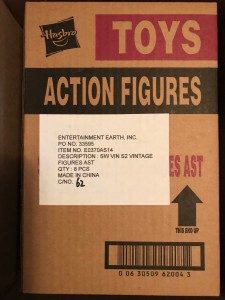 Hasbro
TOYS
ACTION FIGURES
ENTERTAINMENT EARTH, INC.
PO NO. 33595
ITEM NO. E0370AS14
DESCRIPTION : SW VIN S2 VINTAGE
FIGURES AST
QTY : 8 PCS
MADE IN CHINA
C/NO. 62
ES AST
THIS END UP
0 06 30509 62004 3